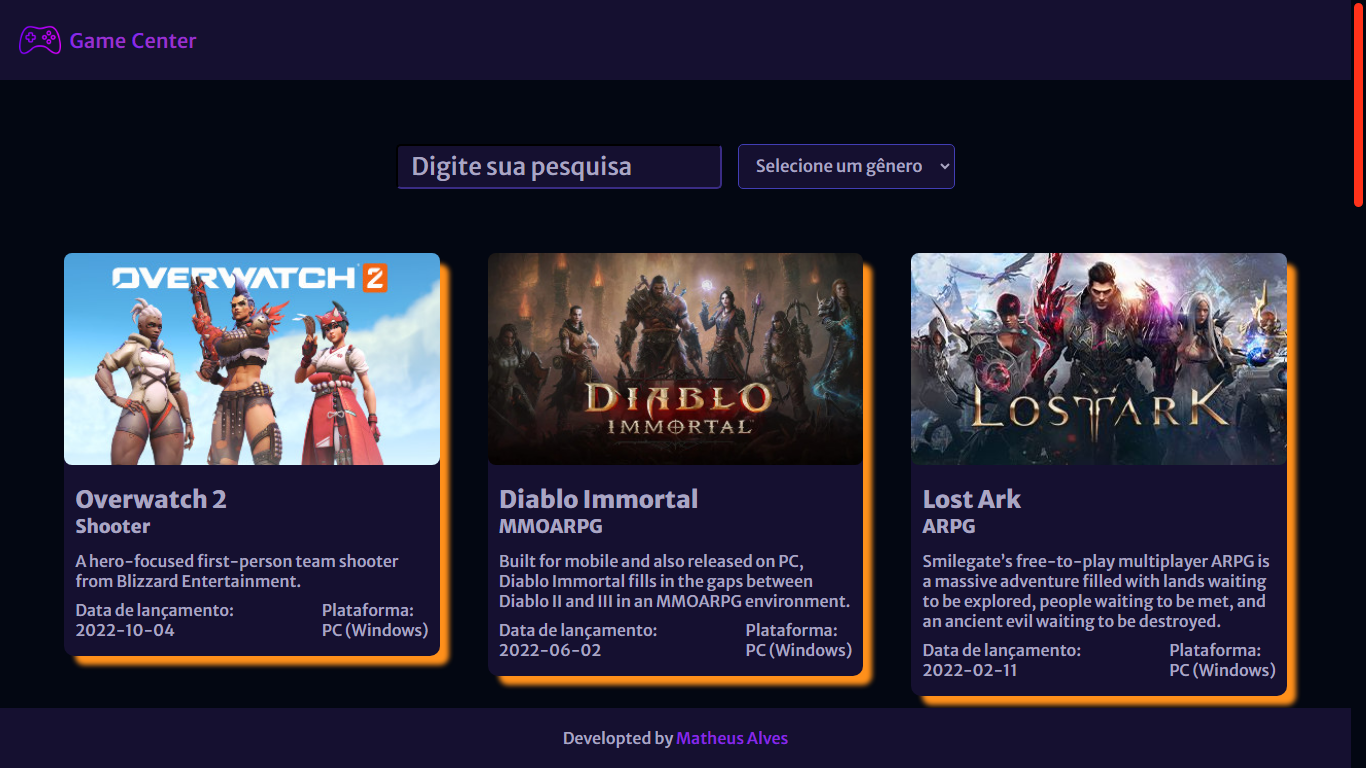 Game Center
Digite sua pesquisa
Selecione um gênero
OVERWATCH 2
DIABLO
IMMORTAL
LOST ARK
Overwatch 2
Shooter
A hero-focused first-person team shooter
from Blizzard Entertainment.
Data de lançamento:
2022-10-04
Plataforma:
PC (Windows)
Diablo Immortal
MMOARPG
Built for mobile and also released on PC,
Diablo Immortal fills in the gaps between
Diablo II and III in an MMOARPG environment.
Data de lançamento:
2022-06-02
Plataforma:
PC (Windows)
Lost Ark
ARPG
Smilegate’s free-to-play multiplayer ARPG is
a massive adventure filled with lands waiting
to be explored, people waiting to be met, and
an ancient evil waiting to be destroyed.
Data de lançamento:
2022-02-11
Plataforma:
PC (Windows)
Developted by Matheus Alves